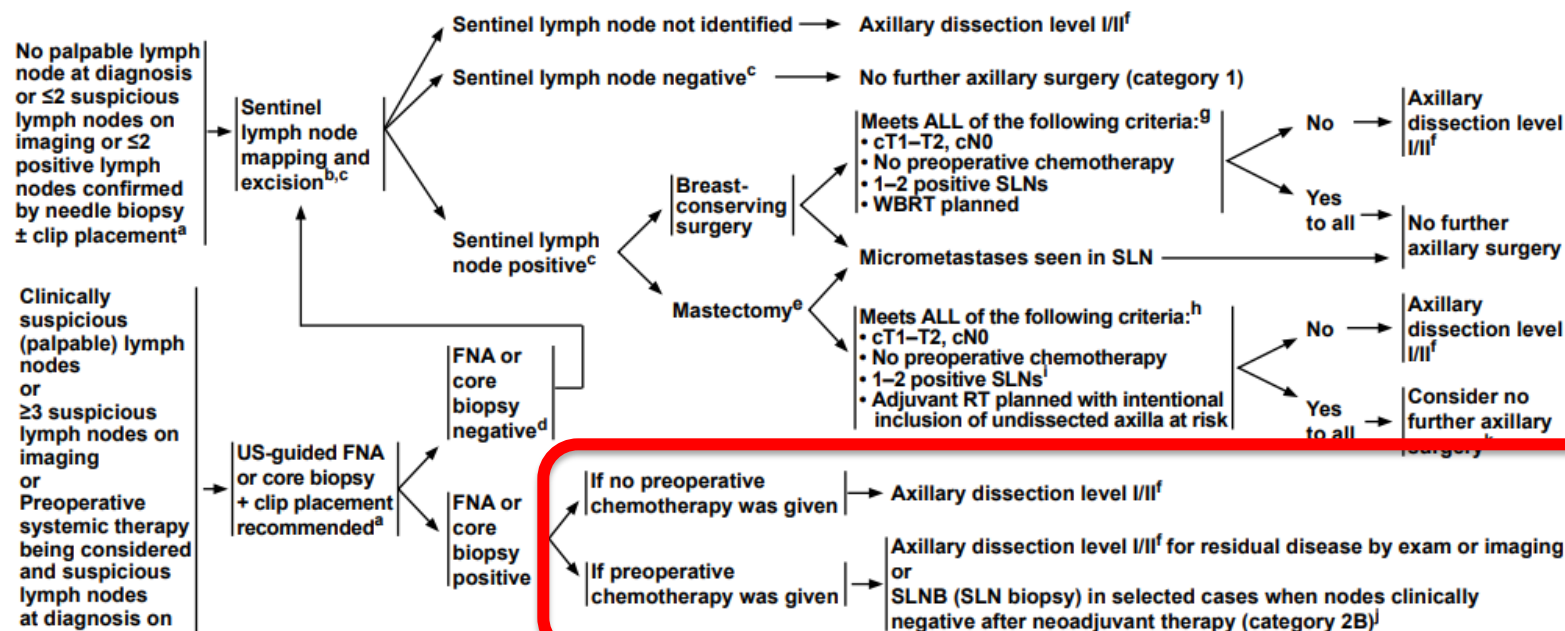 No palpable lymph
node at diagnosis
or ≤2 suspicious
lymph nodes on
imaging or ≤2
positive lymph
nodes confirmed
by needle biopsy
± clip placementᵃ
Sentinel
lymph node
mapping and
excisionᵇ,ᶜ
Sentinel lymph node not identified
Axillary dissection level I/IIᶠ
Sentinel lymph node negativeᶜ
No further axillary surgery (category 1)
Sentinel lymph
node positiveᶜ
Breast-
conserving
surgery
Meets ALL of the following criteria:ᵍ
• cT1–T2, cN0
• No preoperative chemotherapy
• 1–2 positive SLNs
• WBRT planned
No
Axillary
dissection level
I/IIᶠ
Yes
to all
No further
axillary surgery
Micrometastases seen in SLN
Mastectomyᵉ
Meets ALL of the following criteria:ʰ
• cT1–T2, cN0
• No preoperative chemotherapy
• 1–2 positive SLNsⁱ
• Adjuvant RT planned with intentional
inclusion of undissected axilla at risk
No
Axillary
dissection level
I/IIᶠ
Yes
to all
Consider no
further axillary
surgery
Clinically
suspicious
(palpable) lymph
nodes
or
≥3 suspicious
lymph nodes on
imaging
or
Preoperative
systemic therapy
being considered
and suspicious
lymph nodes
at diagnosis on
US-guided FNA
or core biopsy
+ clip placement
recommendedᵃ
FNA or
core
biopsy
negativeᵈ
FNA or
core
biopsy
positive
If no preoperative
chemotherapy was given
Axillary dissection level I/IIᶠ
If preoperative
chemotherapy was given
Axillary dissection level I/IIᶠ for residual disease by exam or imaging
or
SLNB (SLN biopsy) in selected cases when nodes clinically
negative after neoadjuvant therapy (category 2B)ʲ